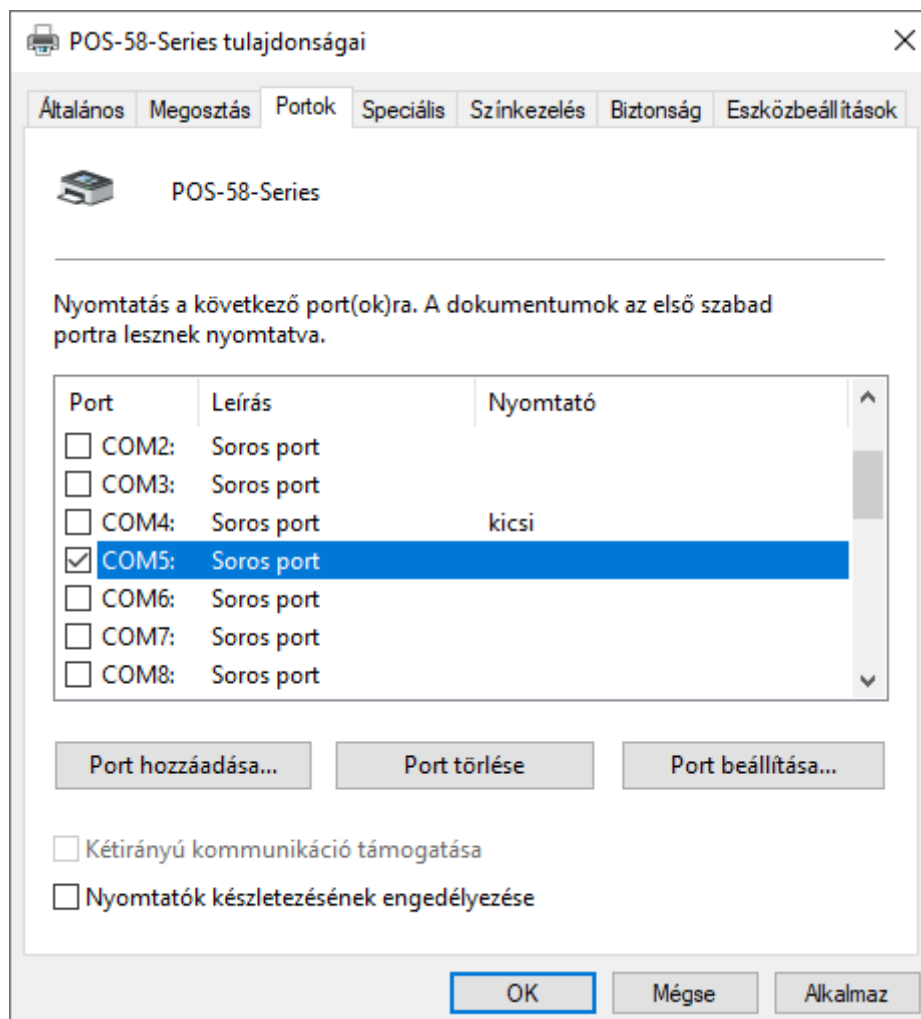 POS-58-Series tulajdonságai
Általános Megosztás Portok Speciális Színkezelés Biztonság Eszközbeállítások
POS-58-Series
Nyomtatás a következő port(ok)ra. A dokumentumok az első szabad
portra lesznek nyomtatva.
Port Leírás Nyomtató
COM2: Soros port
COM3: Soros port
COM4: Soros port kicsi
COM5: Soros port
COM6: Soros port
COM7: Soros port
COM8: Soros port
Port hozzáadása... Port törlése Port beállítása...
Kétirányú kommunikáció támogatása
Nyomtatók készletezésének engedélyezése
OK Mégse Alkalmaz